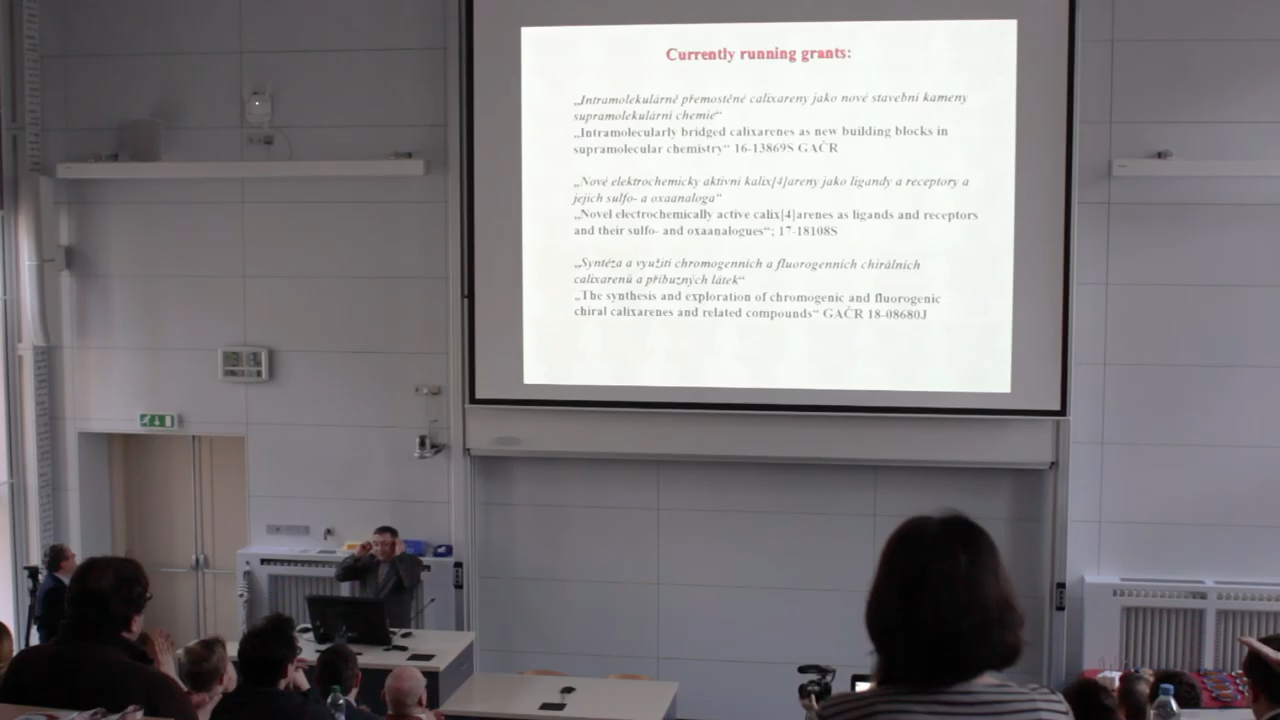 Currently running grants:
„Intramolekulárně přemostěné calixareny jako nové stavební kameny
supramolekulární chemie“
„Intramolecularly bridged calixarenes as new building blocks in
supramolecular chemistry“ 16-13869S GAČR
„Nové elektrochemicky aktivní kalix[4]areny jako ligandy a receptory a
jejich sulfo- a oxaanaloga“
„Novel electrochemically active calix[4]arenes as ligands and receptors
and their sulfo- and oxaanalogues“; 17-18108S
„Syntéza a využití chromogenních a fluorogenních chirálních
calixarenů a příbuzných látek“
„The synthesis and exploration of chromogenic and fluorogenic
chiral calixarenes and related compounds“ GAČR 18-08680J